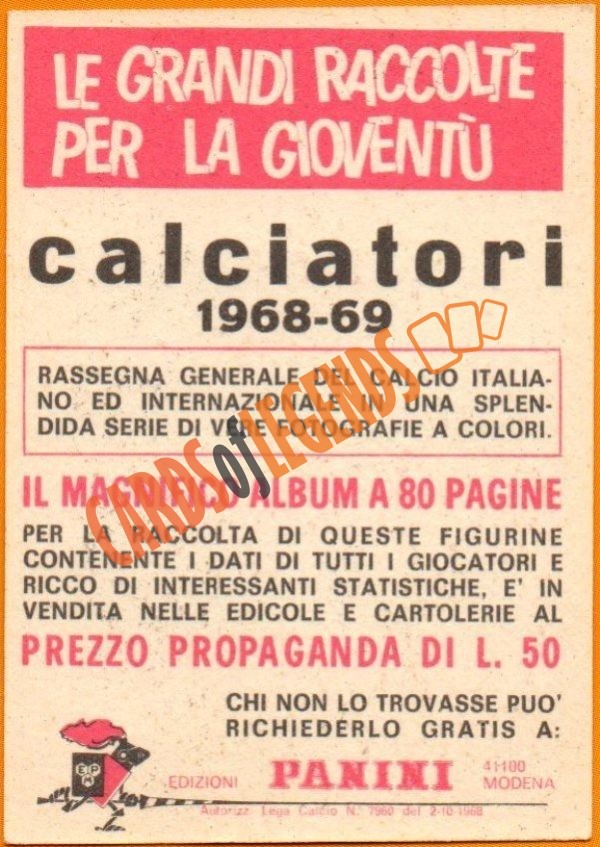 LE GRANDI RACCOLTE
PER LA GIOVENTÙ
calciatori
1968-69
RASSEGNA GENERALE DEL CALCIO ITALIA-
NO ED INTERNAZIONALE IN UNA SPLEN-
DIDA SERIE DI VERE FOTOGRAFIE A COLORI.
IL MAGNIFICO ALBUM A 80 PAGINE
PER LA RACCOLTA DI QUESTE FIGURINE
CONTENENTE I DATI DI TUTTI I GIOCATORI E
RICCO DI INTERESSANTI STATISTICHE, E' IN
VENDITA NELLE EDICOLE E CARTOLERIE AL
PREZZO PROPAGANDA DI L. 50
CHI NON LO TROVASSE PUO'
RICHIEDERLO GRATIS A:
EDIZIONI PANINI 41100 MODENA
Autorizz. Lega Calcio N. 7960 del 2-10-1968
CARDS of LEGENDS